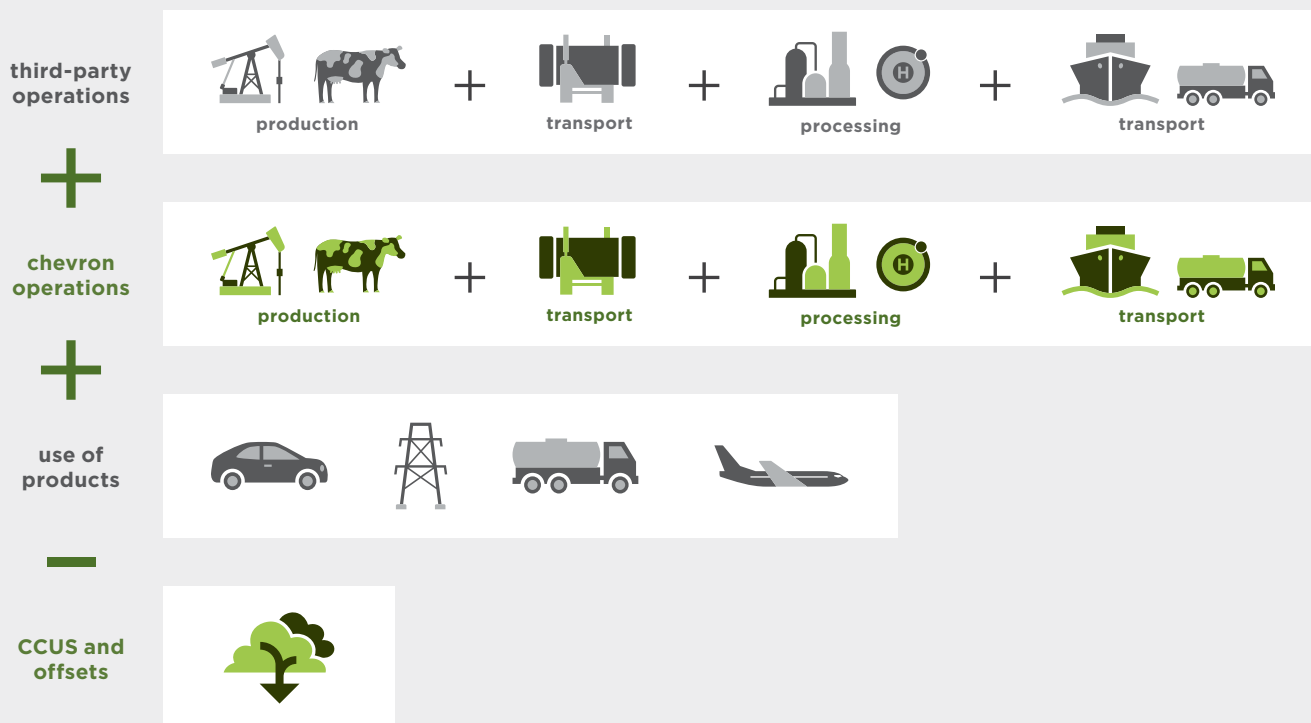 third-party
operations
production
+
transport
+
processing
H
+
transport
+
chevron
operations
production
+
transport
+
processing
H
+
transport
+
use of
products
−
CCUS and
offsets